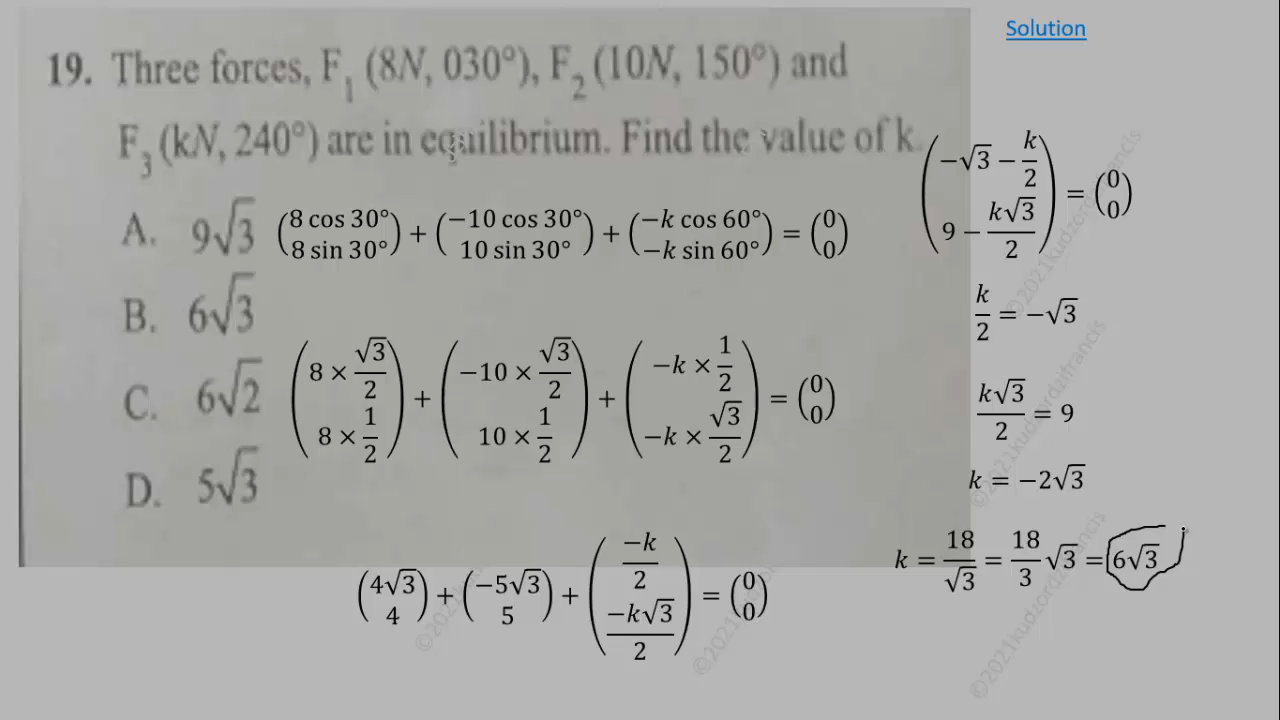 Solution
19. Three forces, F₁ (8N, 030°), F₂ (10N, 150°) and
F₃ (kN, 240°) are in equilibrium. Find the value of k.
A. 9√3
B. 6√3
C. 6√2
D. 5√3
(8 cos 30° / 8 sin 30°) + (−10 cos 30° / 10 sin 30°) + (−k cos 60° / −k sin 60°) = (0 / 0)
(8 × √3/2 / 8 × 1/2) + (−10 × √3/2 / 10 × 1/2) + (−k × 1/2 / −k × √3/2) = (0 / 0)
(4√3 / 4) + (−5√3 / 5) + (−k/2 / −k√3/2) = (0 / 0)
(−√3 − k/2 / 9 − k√3/2) = (0 / 0)
k/2 = −√3
k√3/2 = 9
k = −2√3
k = 18/√3 = 18/3 √3 = 6√3
©2021kudzordzifrancis
©2021kudzordzifrancis
©2021kudzordzifrancis